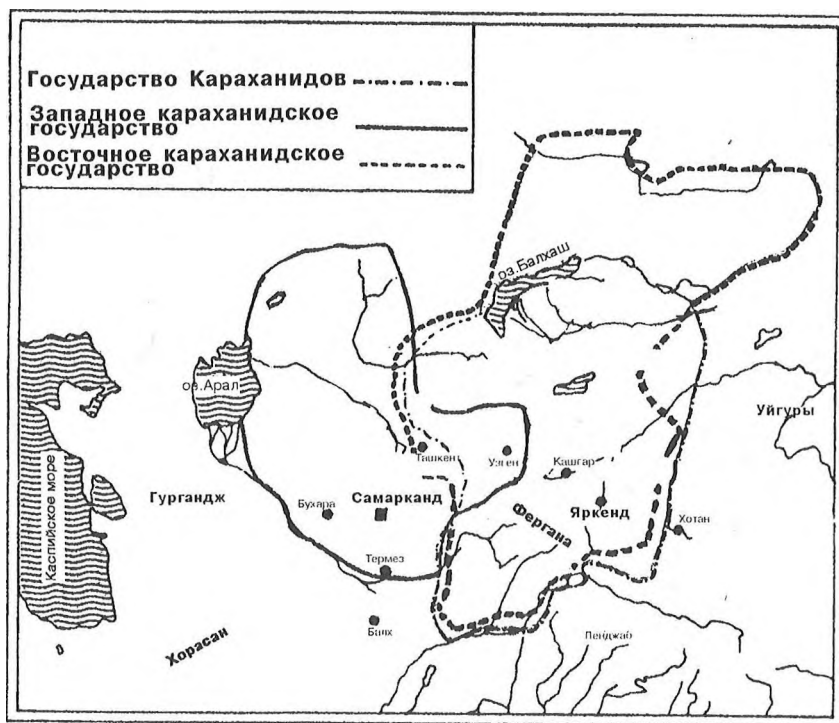 Государство Караханидов
Западное караханидское
государство
Восточное караханидское
государство
оз.Балхаш
оз.Арал
Уйгуры
Ташкент
Узген
Кашгар
Каспийское море
Гургандж
Бухара
Самарканд
Яркенд
Фергана
Хотан
Термез
Балх
Хорасан
Пенджаб